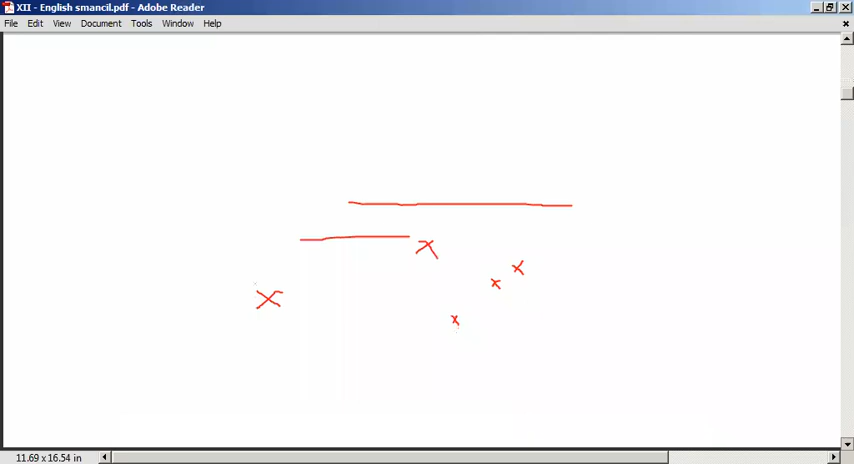 XII - English smancil.pdf - Adobe Reader
File Edit View Document Tools Window Help
x
x
x
x
x
11.69 x 16.54 in